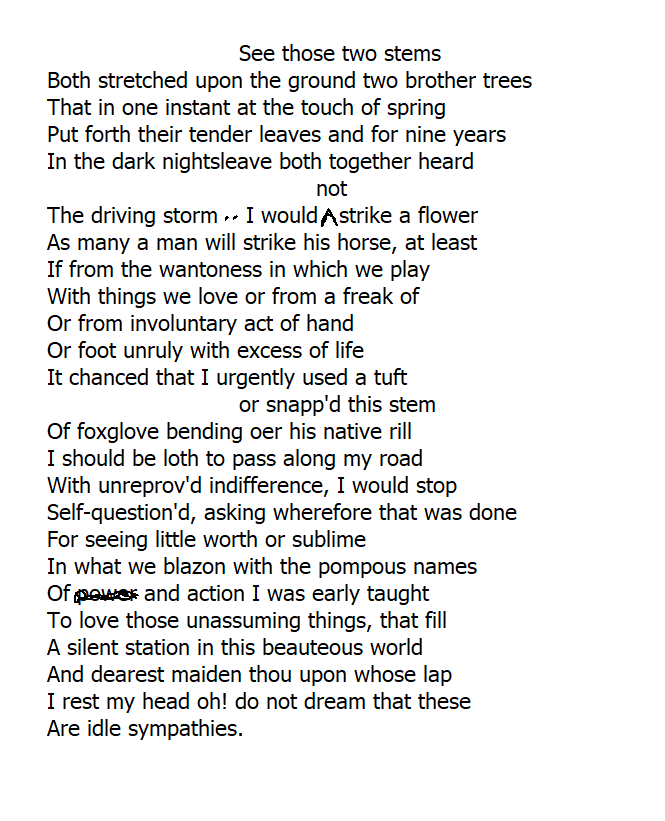 See those two stems
Both stretched upon the ground two brother trees
That in one instant at the touch of spring
Put forth their tender leaves and for nine years
In the dark nightsleave both together heard
not
The driving storm -- I would ⋀ strike a flower
As many a man will strike his horse, at least
If from the wantoness in which we play
With things we love or from a freak of
Or from involuntary act of hand
Or foot unruly with excess of life
It chanced that I urgently used a tuft
or snapp'd this stem
Of foxglove bending oer his native rill
I should be loth to pass along my road
With unreprov'd indifference, I would stop
Self-question'd, asking wherefore that was done
For seeing little worth or sublime
In what we blazon with the pompous names
Of power and action I was early taught
To love those unassuming things, that fill
A silent station in this beauteous world
And dearest maiden thou upon whose lap
I rest my head oh! do not dream that these
Are idle sympathies.